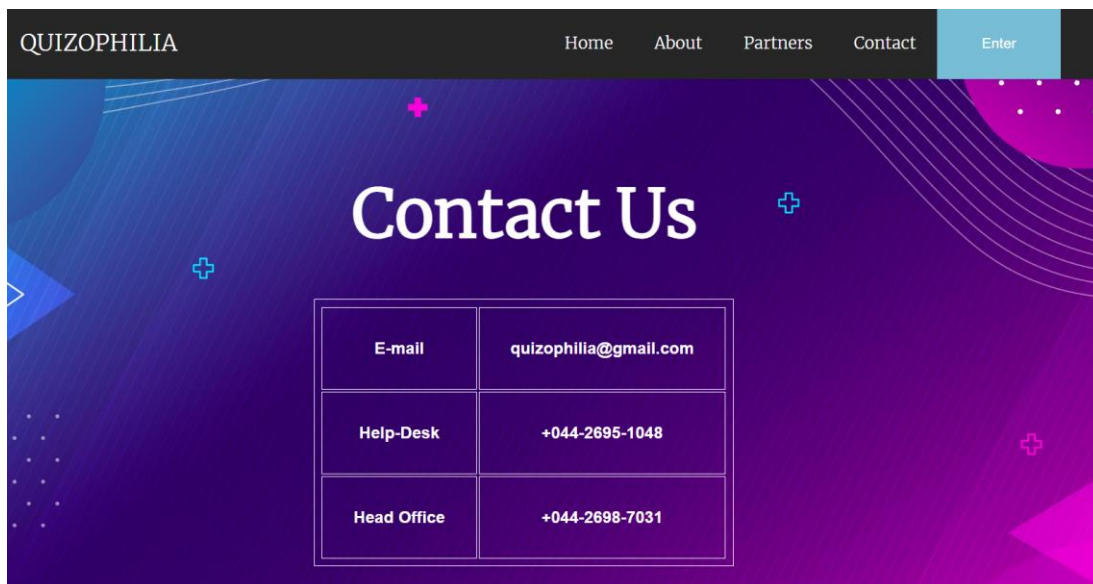 QUIZOPHILIA Home About Partners Contact Enter
Contact Us
E-mail quizophilia@gmail.com
Help-Desk +044-2695-1048
Head Office +044-2698-7031